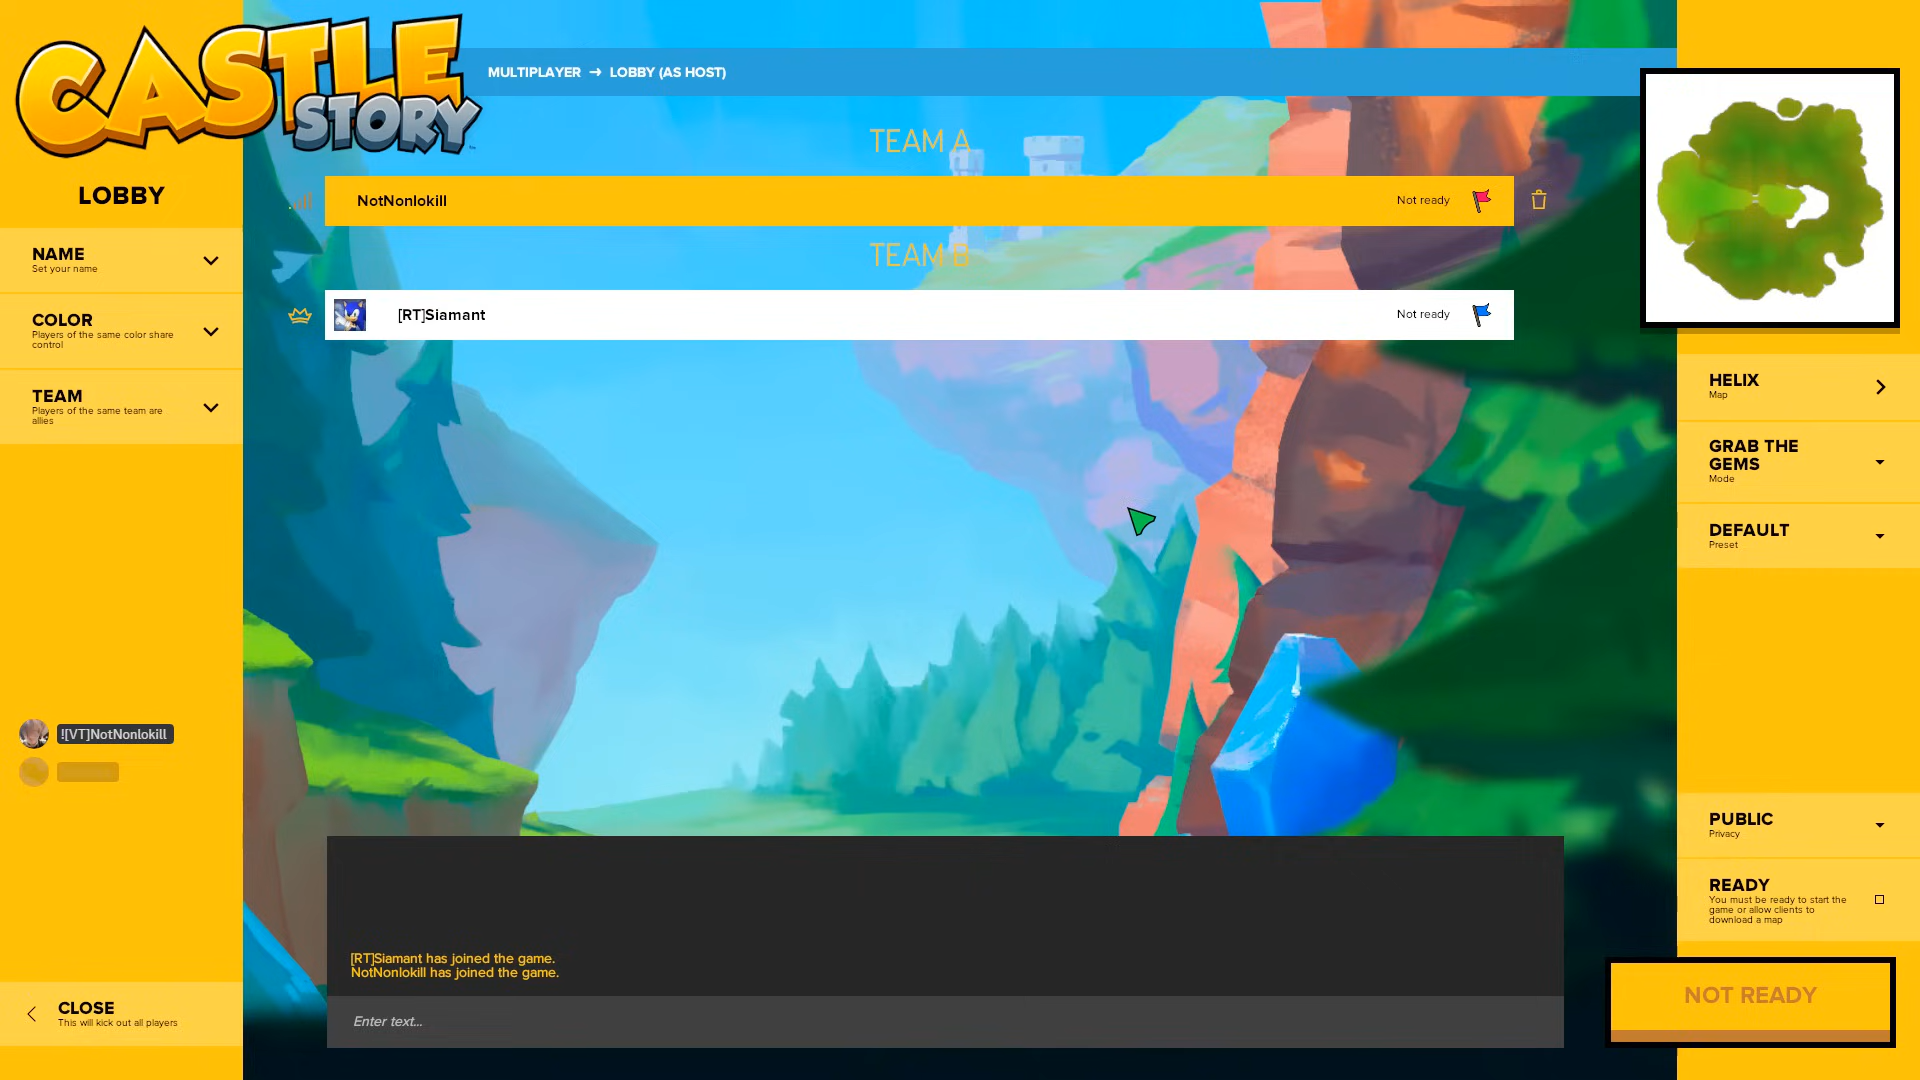 CASTLE
STORY
MULTIPLAYER → LOBBY (AS HOST)
LOBBY
NAME
Set your name
COLOR
Players of the same color share
control
TEAM
Players of the same team are
allies
![VT]NotNonlokill
CLOSE
This will kick out all players
TEAM A
NotNonlokill
Not ready
TEAM B
[RT]Siamant
Not ready
[RT]Siamant has joined the game.
NotNonlokill has joined the game.
Enter text...
HELIX
Map
GRAB THE
GEMS
Mode
DEFAULT
Preset
PUBLIC
Privacy
READY
You must be ready to start the
game or allow clients to
download a map
NOT READY